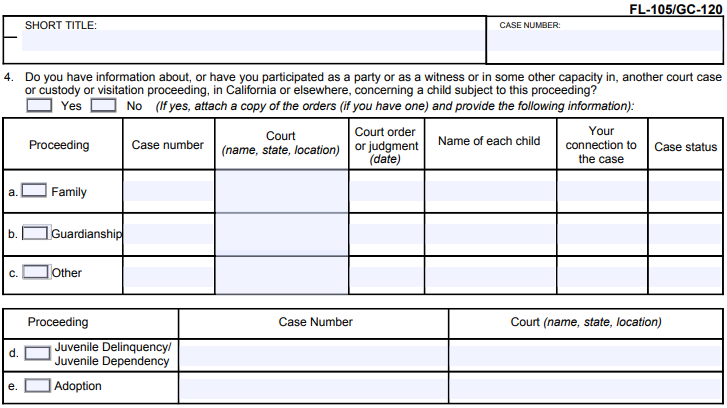 FL-105/GC-120
SHORT TITLE:
CASE NUMBER:
4. Do you have information about, or have you participated as a party or as a witness or in some other capacity in, another court case
or custody or visitation proceeding, in California or elsewhere, concerning a child subject to this proceeding?
Yes No (If yes, attach a copy of the orders (if you have one) and provide the following information):
Proceeding
Case number
Court
(name, state, location)
Court order
or judgment
(date)
Name of each child
Your
connection to
the case
Case status
a. Family
b. Guardianship
c. Other
Proceeding
Case Number
Court (name, state, location)
d. Juvenile Delinquency/
Juvenile Dependency
e. Adoption